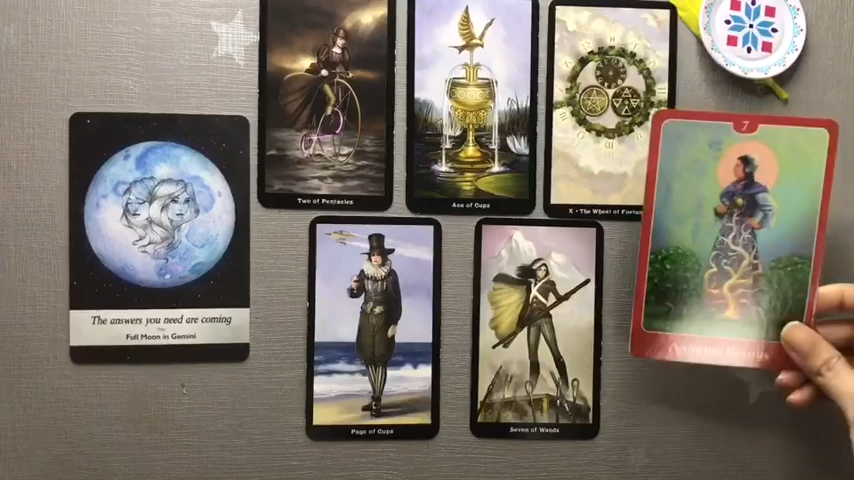 Two of Pentacles
Ace of Cups
X • The Wheel of Fortune
7
The answers you need are coming
Full Moon in Gemini
Page of Cups
Seven of Wands